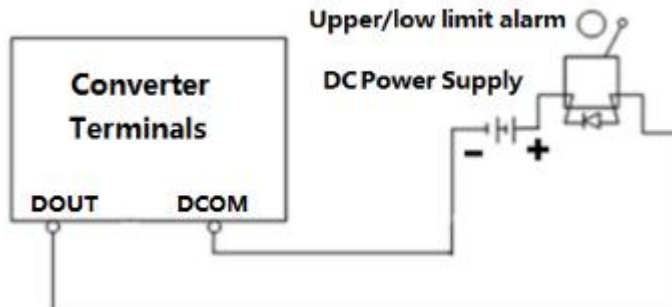 Upper/low limit alarm
DC Power Supply
Converter
Terminals
- +
DOUT DCOM